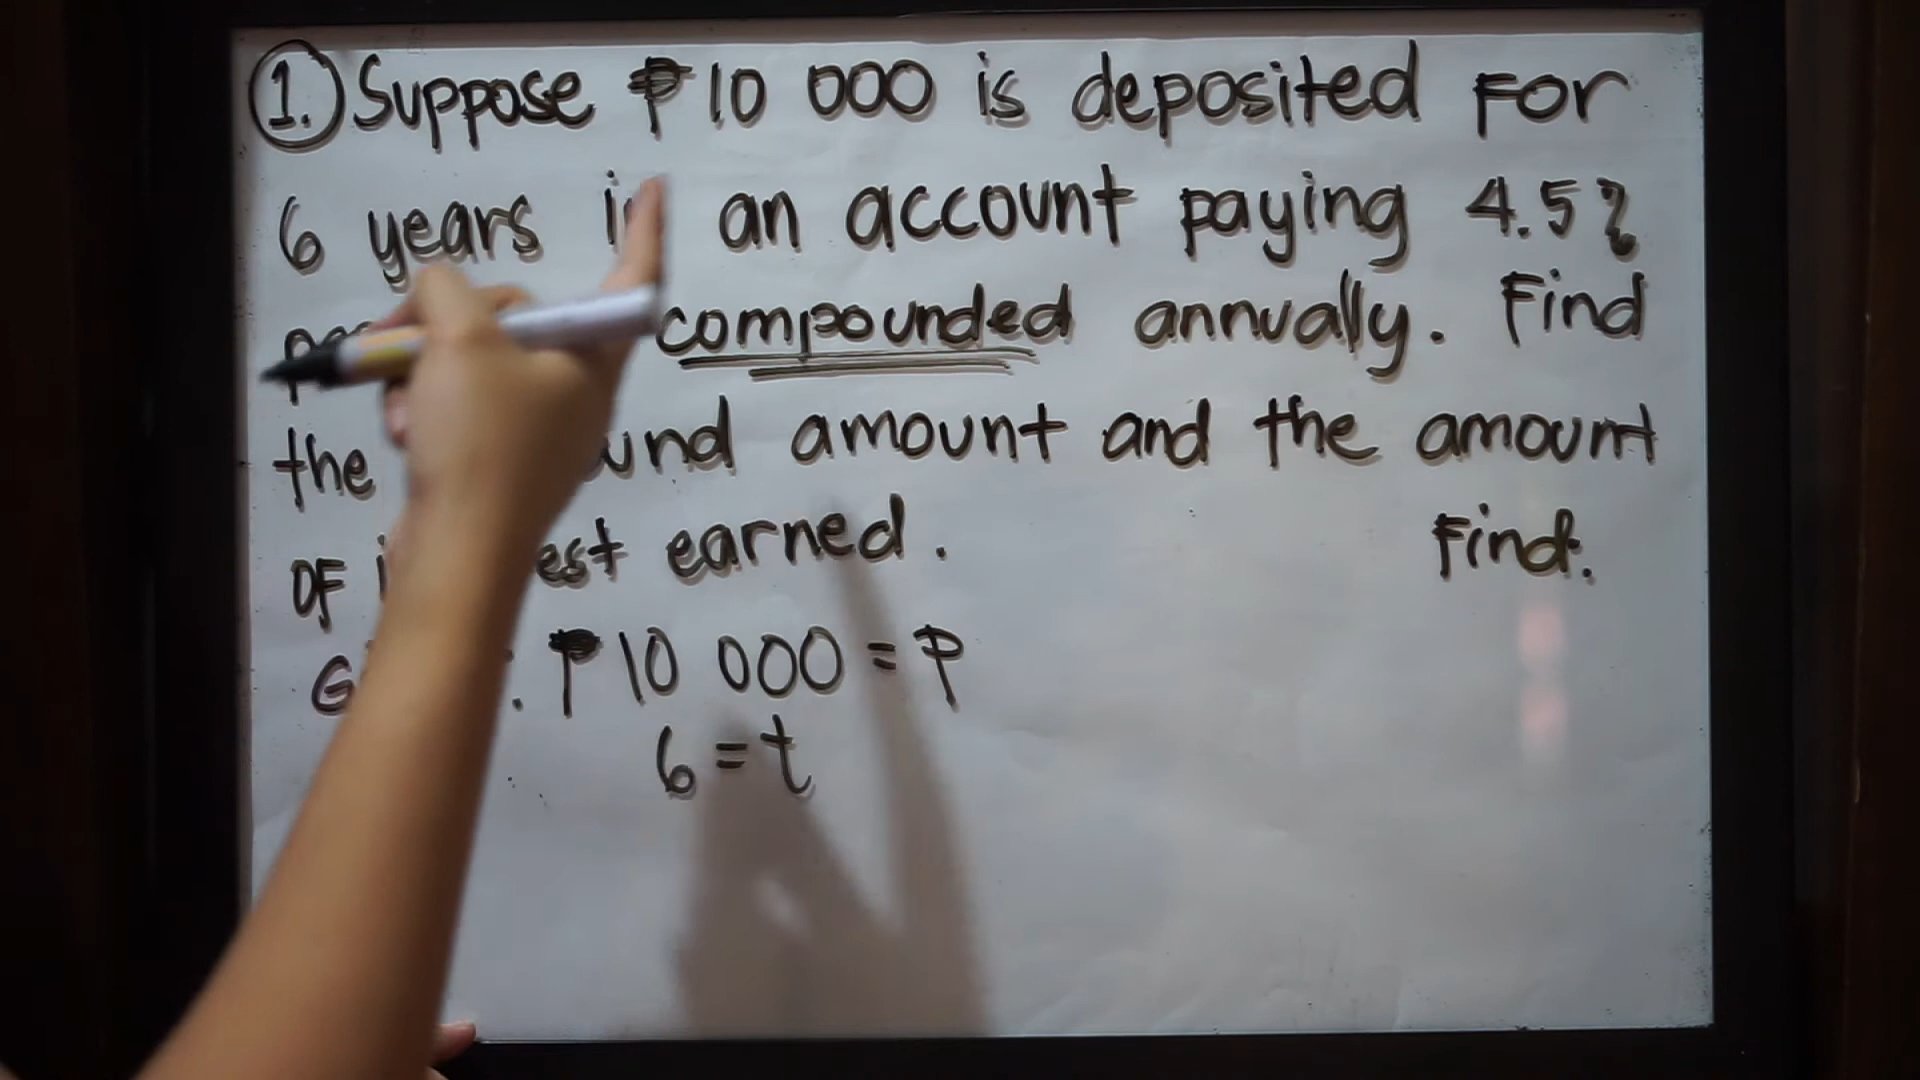 1. Suppose ₱10 000 is deposited for
6 years in an account paying 4.5%
compounded annually. Find
the amount and the amount
of earned. Find:
₱10 000 = P
6 = t